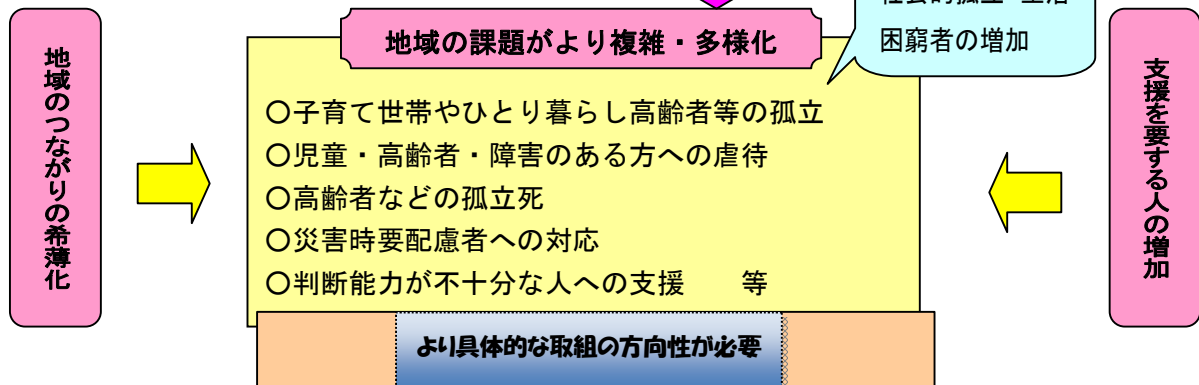 困窮者の増加
地域の課題がより複雑・多様化
地域のつながりの希薄化
〇子育て世帯やひとり暮らし高齢者等の孤立
〇児童・高齢者・障害のある方への虐待
〇高齢者などの孤立死
〇災害時要配慮者への対応
〇判断能力が不十分な人への支援　　等
支援を要する人の増加
より具体的な取組の方向性が必要